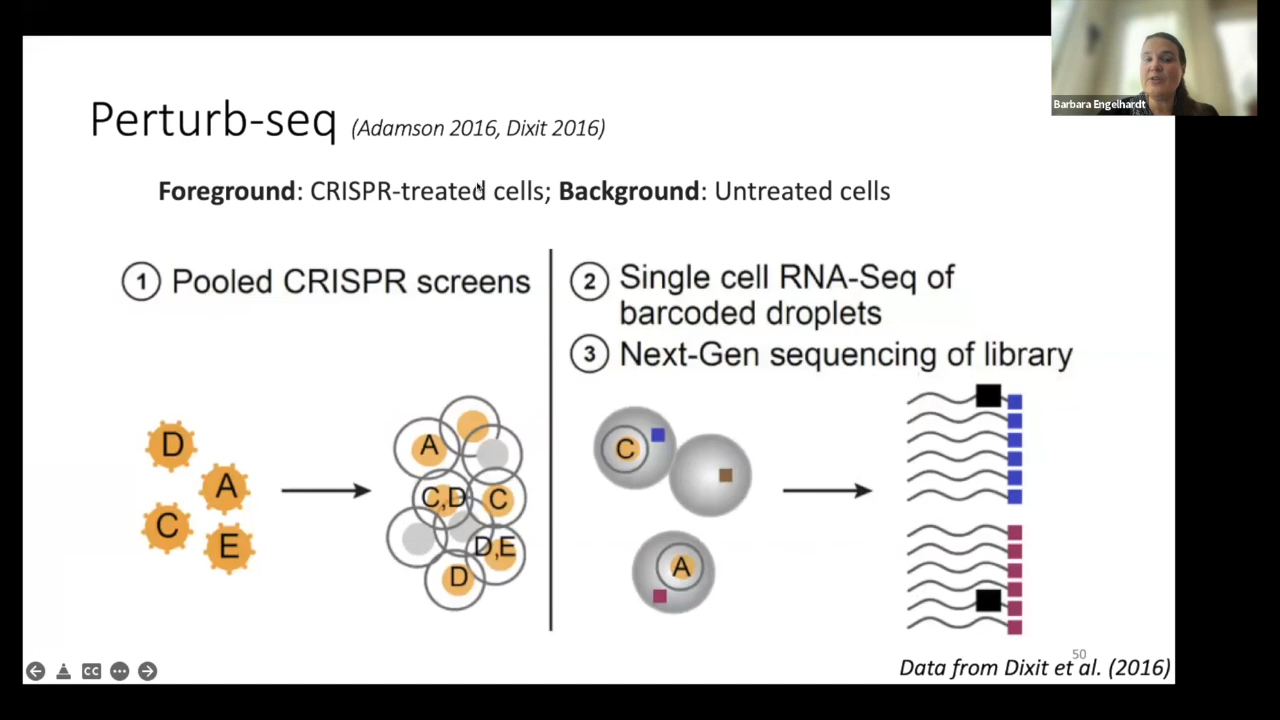 Barbara Engelhardt
Perturb-seq (Adamson 2016, Dixit 2016)
Foreground: CRISPR-treated cells; Background: Untreated cells
1 Pooled CRISPR screens
2 Single cell RNA-Seq of
barcoded droplets
3 Next-Gen sequencing of library
D
A
C
E
A
C,D
C
D,E
D
C
A
50
Data from Dixit et al. (2016)
CC